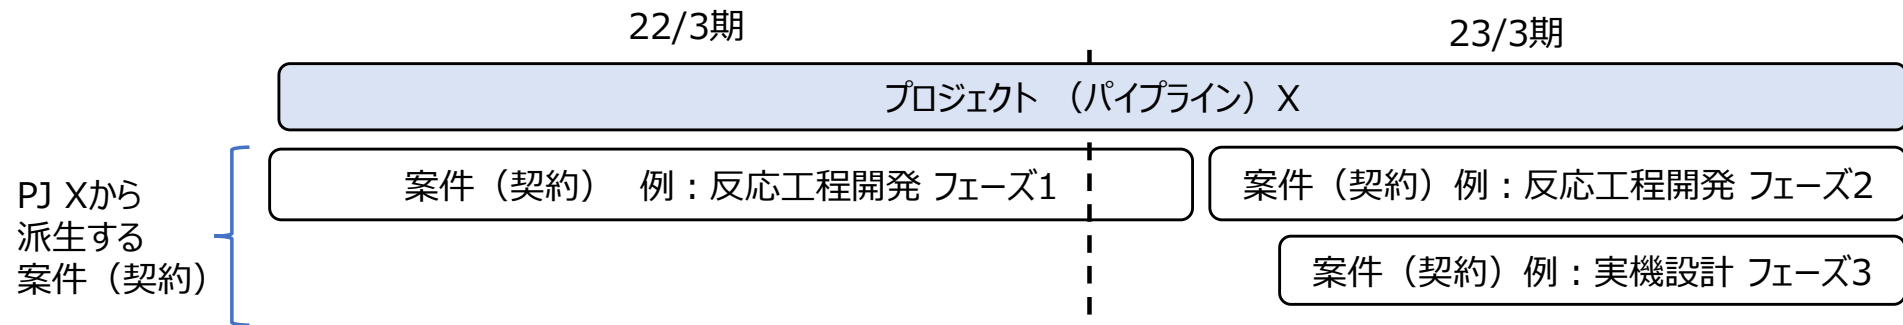 22/3期
23/3期
プロジェクト （パイプライン）X
案件（契約） 例：反応工程開発 フェーズ1
案件（契約）例：反応工程開発 フェーズ2
PJ Xから
派生する
案件（契約）
案件（契約）例：実機設計 フェーズ3